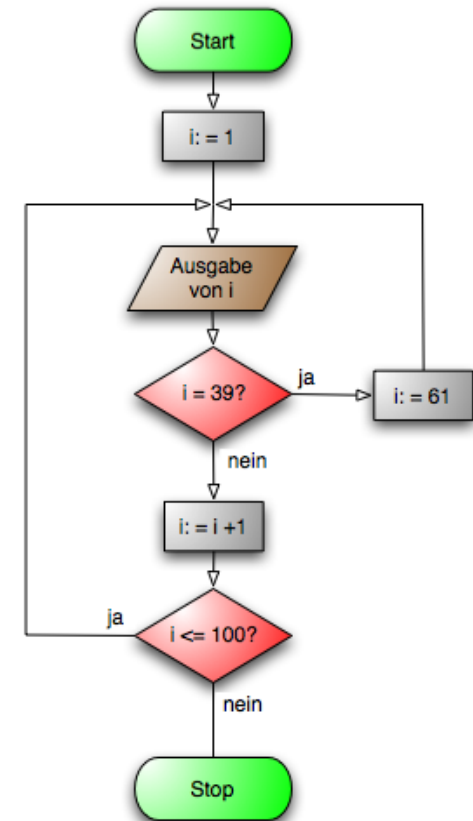 Start
i: = 1
Ausgabe
von i
i = 39?
ja
i: = 61
nein
i: = i +1
ja
i <= 100?
nein
Stop